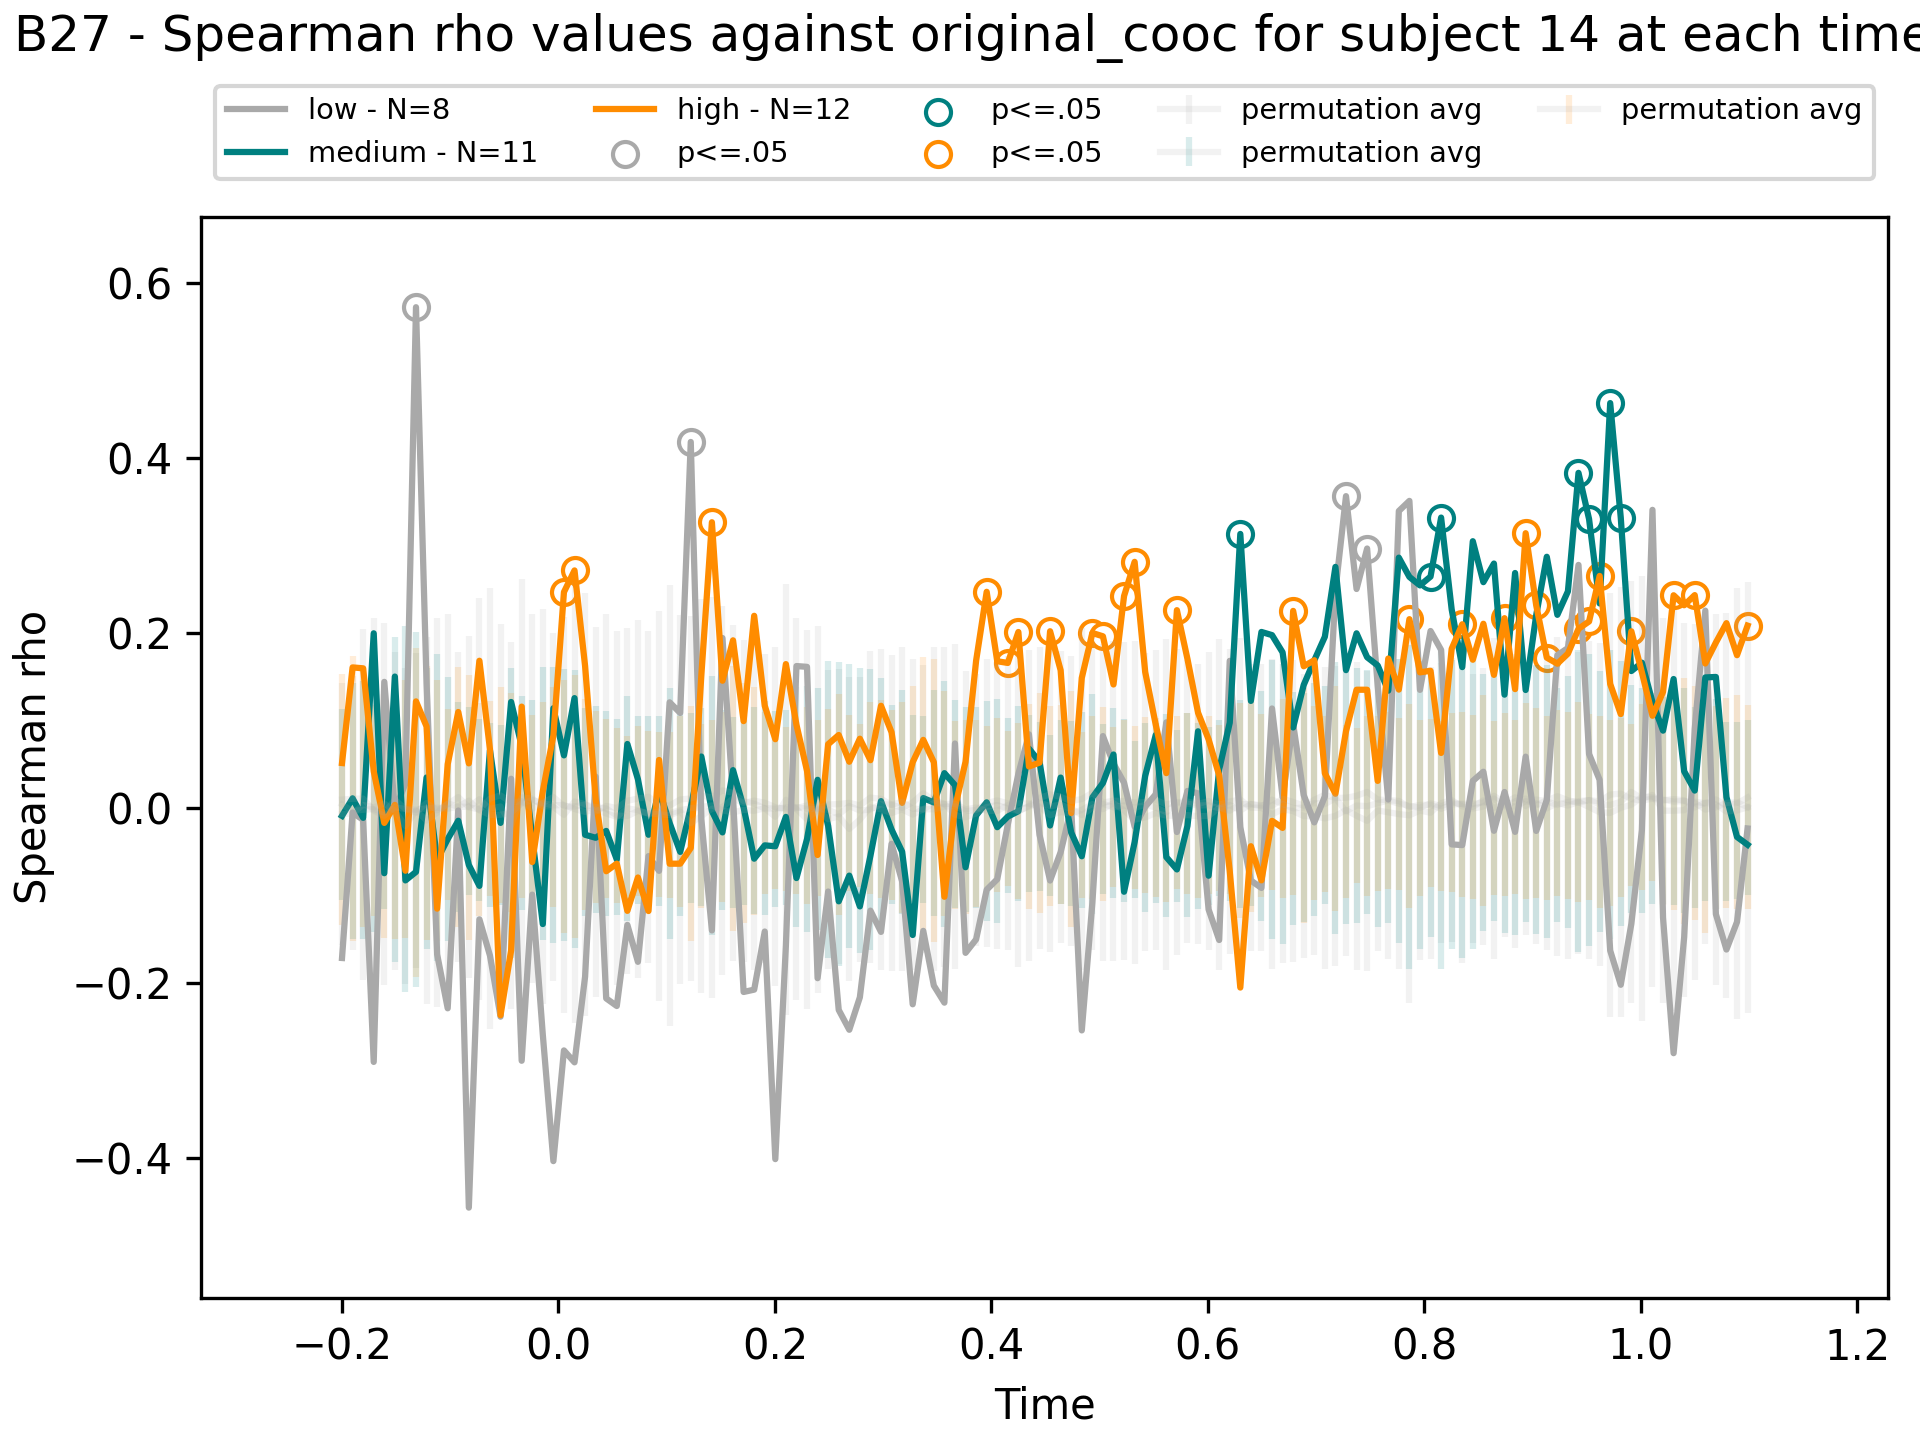 B27 - Spearman rho values against original_cooc for subject 14 at each time
low - N=8
medium - N=11
high - N=12
p<=.05
p<=.05
p<=.05
permutation avg
permutation avg
permutation avg
Spearman rho
0.6
0.4
0.2
0.0
−0.2
−0.4
−0.2 0.0 0.2 0.4 0.6 0.8 1.0 1.2
Time